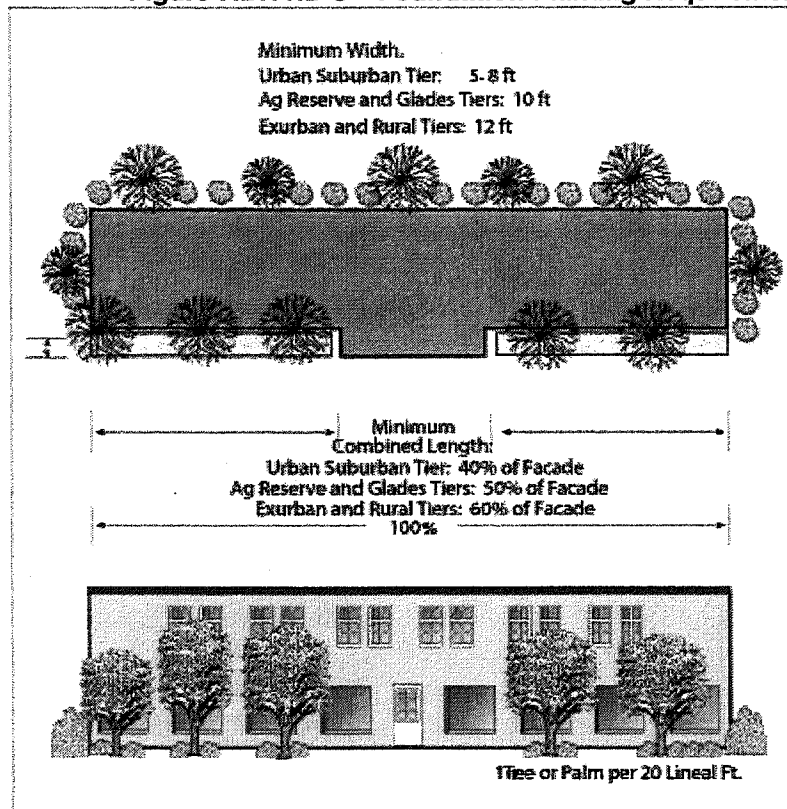 Minimum Width.
Urban Suburban Tier: 5-8 ft
Ag Reserve and Glades Tiers: 10 ft
Exurban and Rural Tiers: 12 ft
Minimum
Combined Length:
Urban Suburban Tier: 40% of Facade
Ag Reserve and Glades Tiers: 50% of Facade
Exurban and Rural Tiers: 60% of Facade
100%
1Tree or Palm per 20 Lineal Ft.